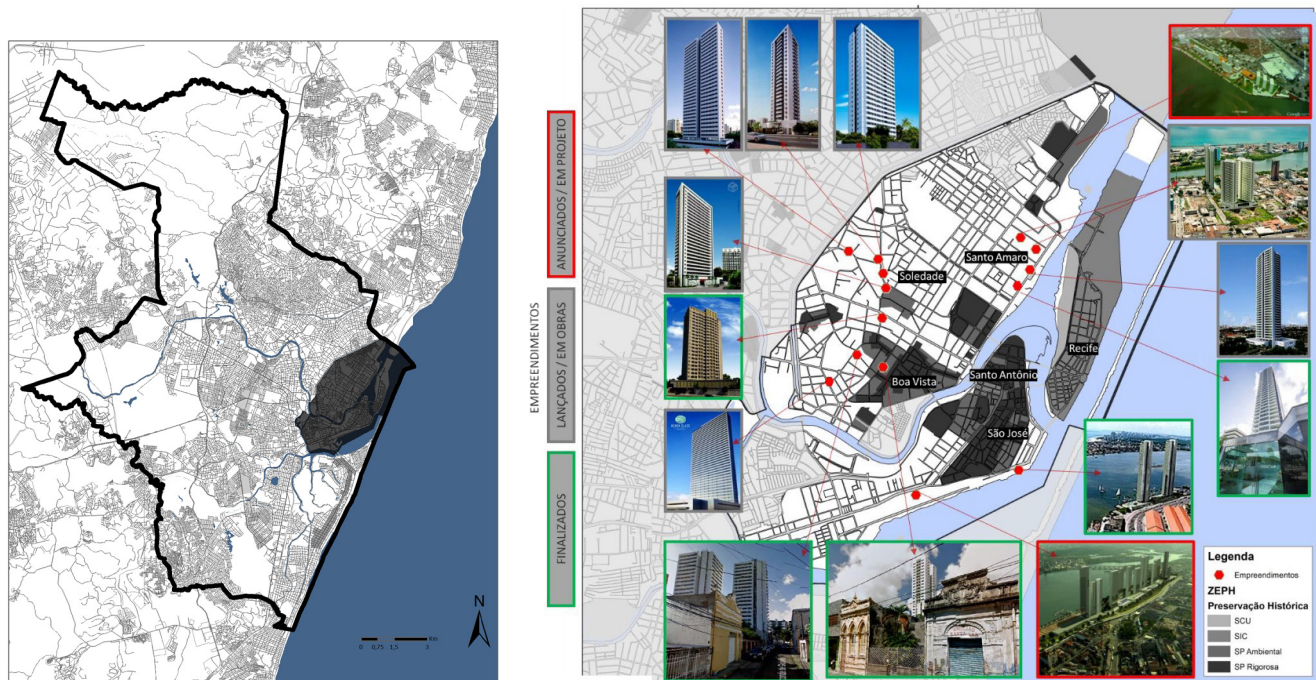 N
Km
0 0,75 1,5 3
EMPREENDIMENTOS
ANUNCIADOS / EM PROJETO
LANÇADOS / EM OBRAS
FINALIZADOS
Soledade
Santo Amaro
Recife
Boa Vista
Santo Antônio
São José
Legenda
Empreendimentos
ZEPH
Preservação Histórica
SCU
SIC
SP Ambiental
SP Rigorosa